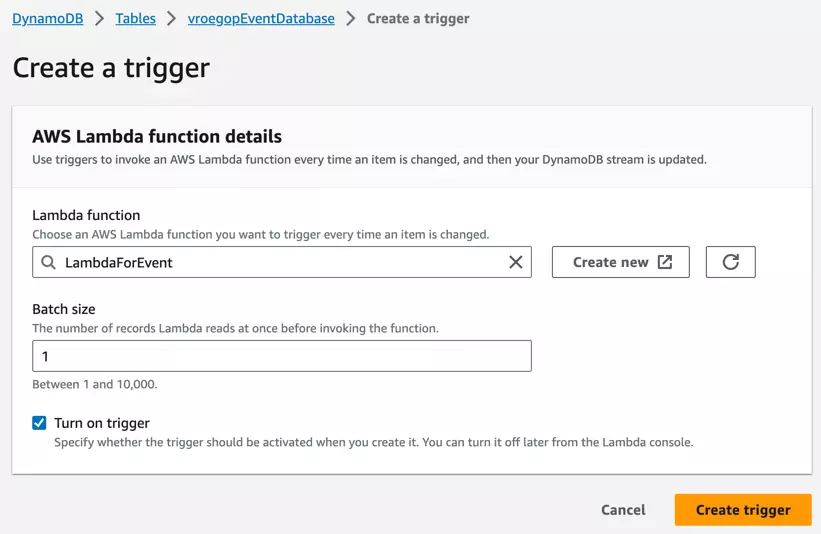 DynamoDB > Tables > vroegopEventDatabase > Create a trigger
Create a trigger
AWS Lambda function details
Use triggers to invoke an AWS Lambda function every time an item is changed, and then your DynamoDB stream is updated.
Lambda function
Choose an AWS Lambda function you want to trigger every time an item is changed.
LambdaForEvent
Create new
Batch size
The number of records Lambda reads at once before invoking the function.
1
Between 1 and 10,000.
Turn on trigger
Specify whether the trigger should be activated when you create it. You can turn it off later from the Lambda console.
Cancel Create trigger